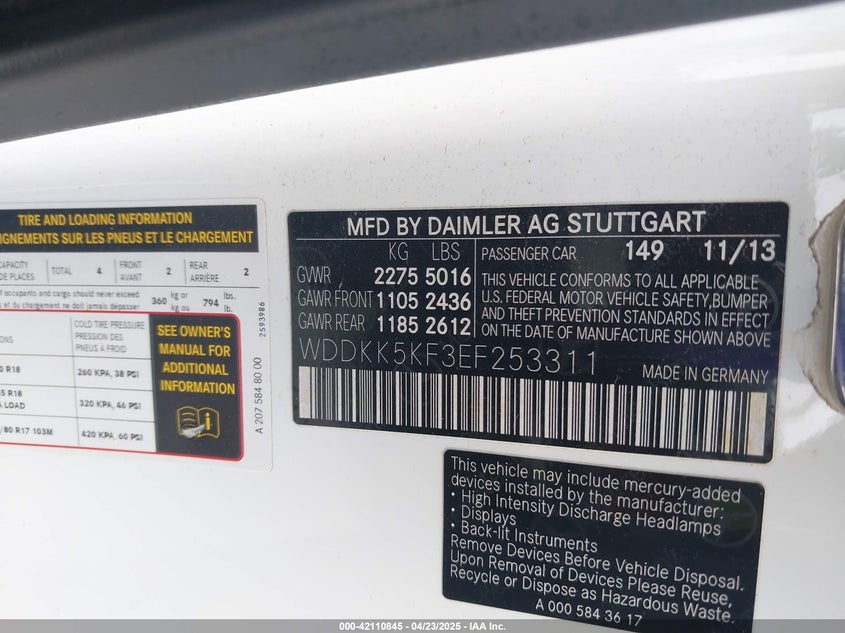 TIRE AND LOADING INFORMATION
SUR LES PNEUS ET LE CHARGEMENT
TOTAL 4 FRONT AVANT 2 REAR ARRIÈRE 2
DE PLACES
of occupants and cargo should never exceed
et du chargement ne doit jamais dépasser
360 kg or kg ou 794 lbs. lb.
COLD TIRE PRESSURE
PRESSION DES
PNEUS À FROID
R18 260 KPA, 38 PSI
R18
LOAD 320 KPA, 46 PSI
/80 R17 103M 420 KPA, 60 PSI
SEE OWNER'S
MANUAL FOR
ADDITIONAL
INFORMATION
2593986
A 207 584 80 00
MFD BY DAIMLER AG STUTTGART
KG LBS
GVWR 2275 5016
GAWR FRONT 1105 2436
GAWR REAR 1185 2612
PASSENGER CAR 149 11/13
THIS VEHICLE CONFORMS TO ALL APPLICABLE
U.S. FEDERAL MOTOR VEHICLE SAFETY,BUMPER
AND THEFT PREVENTION STANDARDS IN EFFECT
ON THE DATE OF MANUFACTURE SHOWN ABOVE
WDDKK5KF3EF253311
MADE IN GERMANY
This vehicle may include mercury-added
devices installed by the manufacturer:
• High Intensity Discharge Headlamps
• Displays
• Back-lit Instruments
Remove Devices Before Vehicle Disposal.
Upon Removal of Devices Please Reuse,
Recycle or Dispose as Hazardous Waste.
A 000 584 36 17
000-42110845 - 04/23/2025 - IAA Inc.